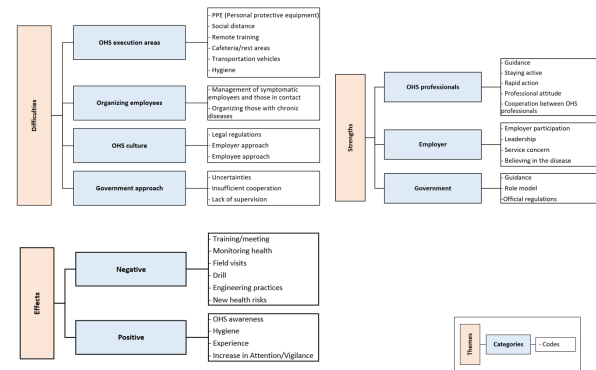 Difficulties
OHS execution areas
- PPE (Personal protective equipment)
- Social distance
- Remote training
- Cafeteria/rest areas
- Transportation vehicles
- Hygiene
Organizing employees
- Management of symptomatic
employees and those in contact
- Organizing those with chronic
diseases
OHS culture
- Legal regulations
- Employer approach
- Employee approach
Government approach
- Uncertainties
- Insufficient cooperation
- Lack of supervision
Strengths
OHS professionals
- Guidance
- Staying active
- Rapid action
- Professional attitude
- Cooperation between OHS
professionals
Employer
- Employer participation
- Leadership
- Service concern
- Believing in the disease
Government
- Guidance
- Role model
-Official regulations
Effects
Negative
- Training/meeting
- Monitoring health
- Field visits
- Drill
- Engineering practices
- New health risks
Positive
- OHS awareness
- Hygiene
- Experience
- Increase in Attention/Vigilance
Themes
Categories
- Codes